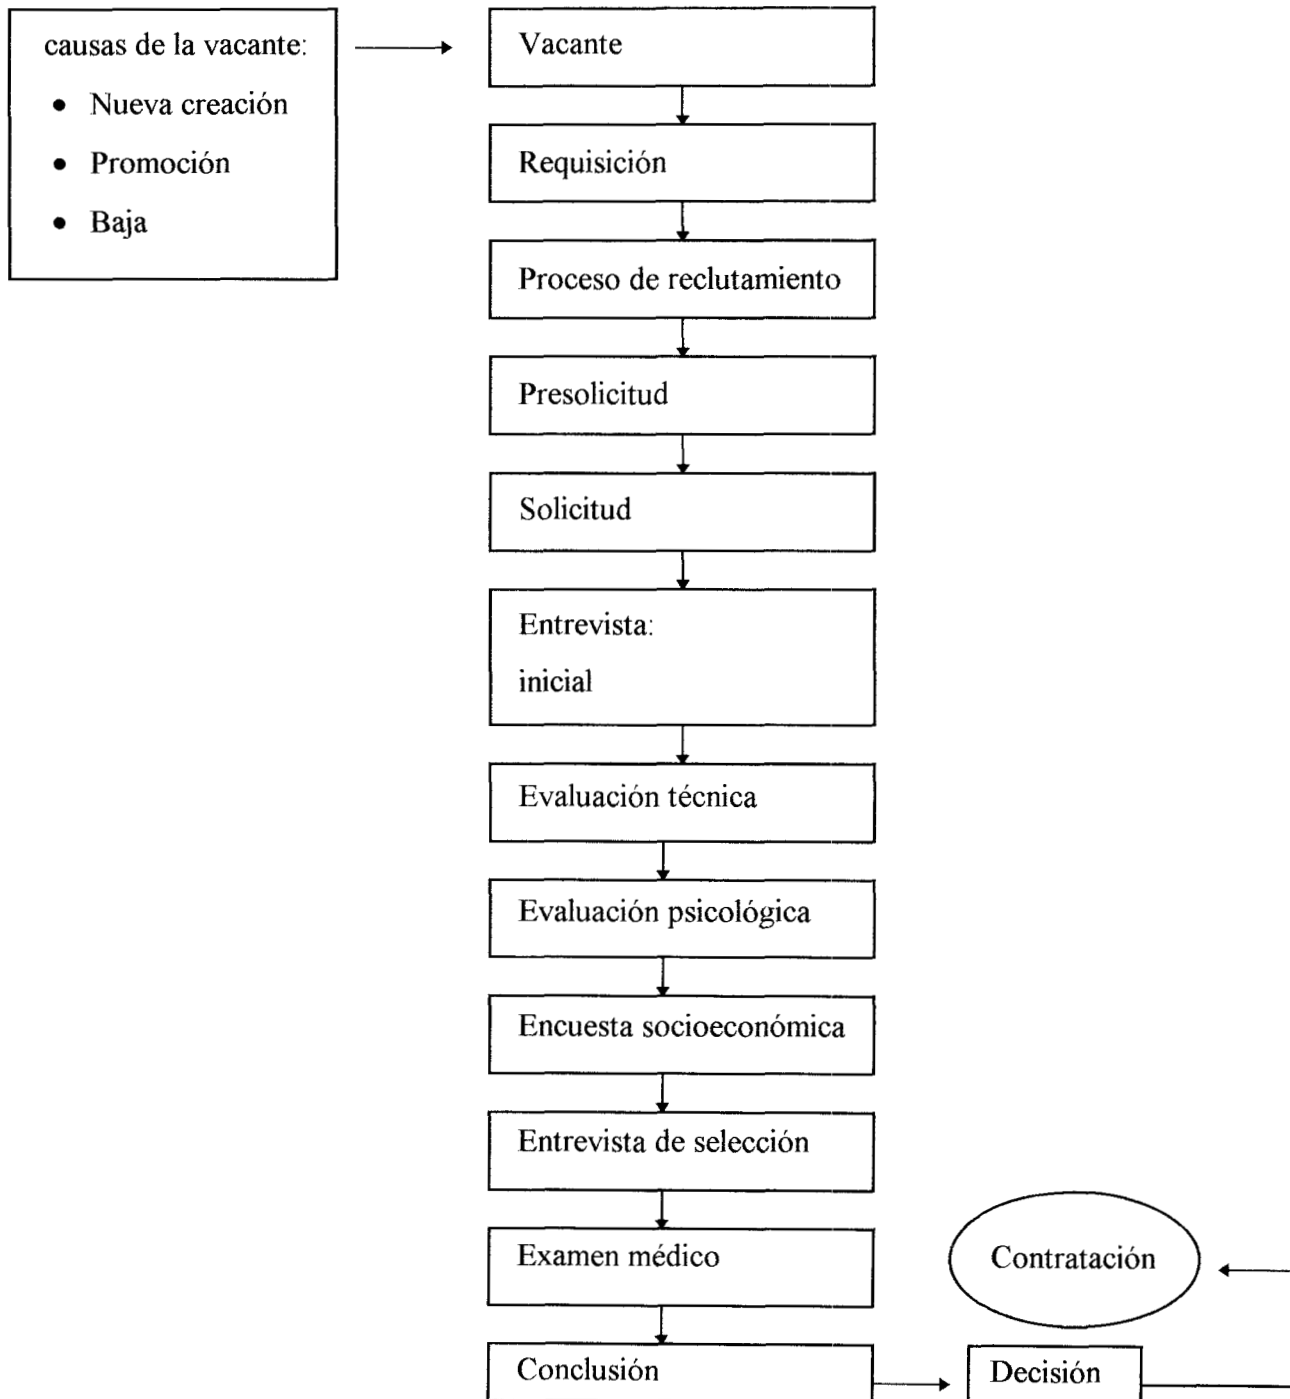 causas de la vacante:
• Nueva creación
• Promoción
• Baja
Vacante
Requisición
Proceso de reclutamiento
Presolicitud
Solicitud
Entrevista:
inicial
Evaluación técnica
Evaluación psicológica
Encuesta socioeconómica
Entrevista de selección
Examen médico
Contratación
Conclusión
Decisión